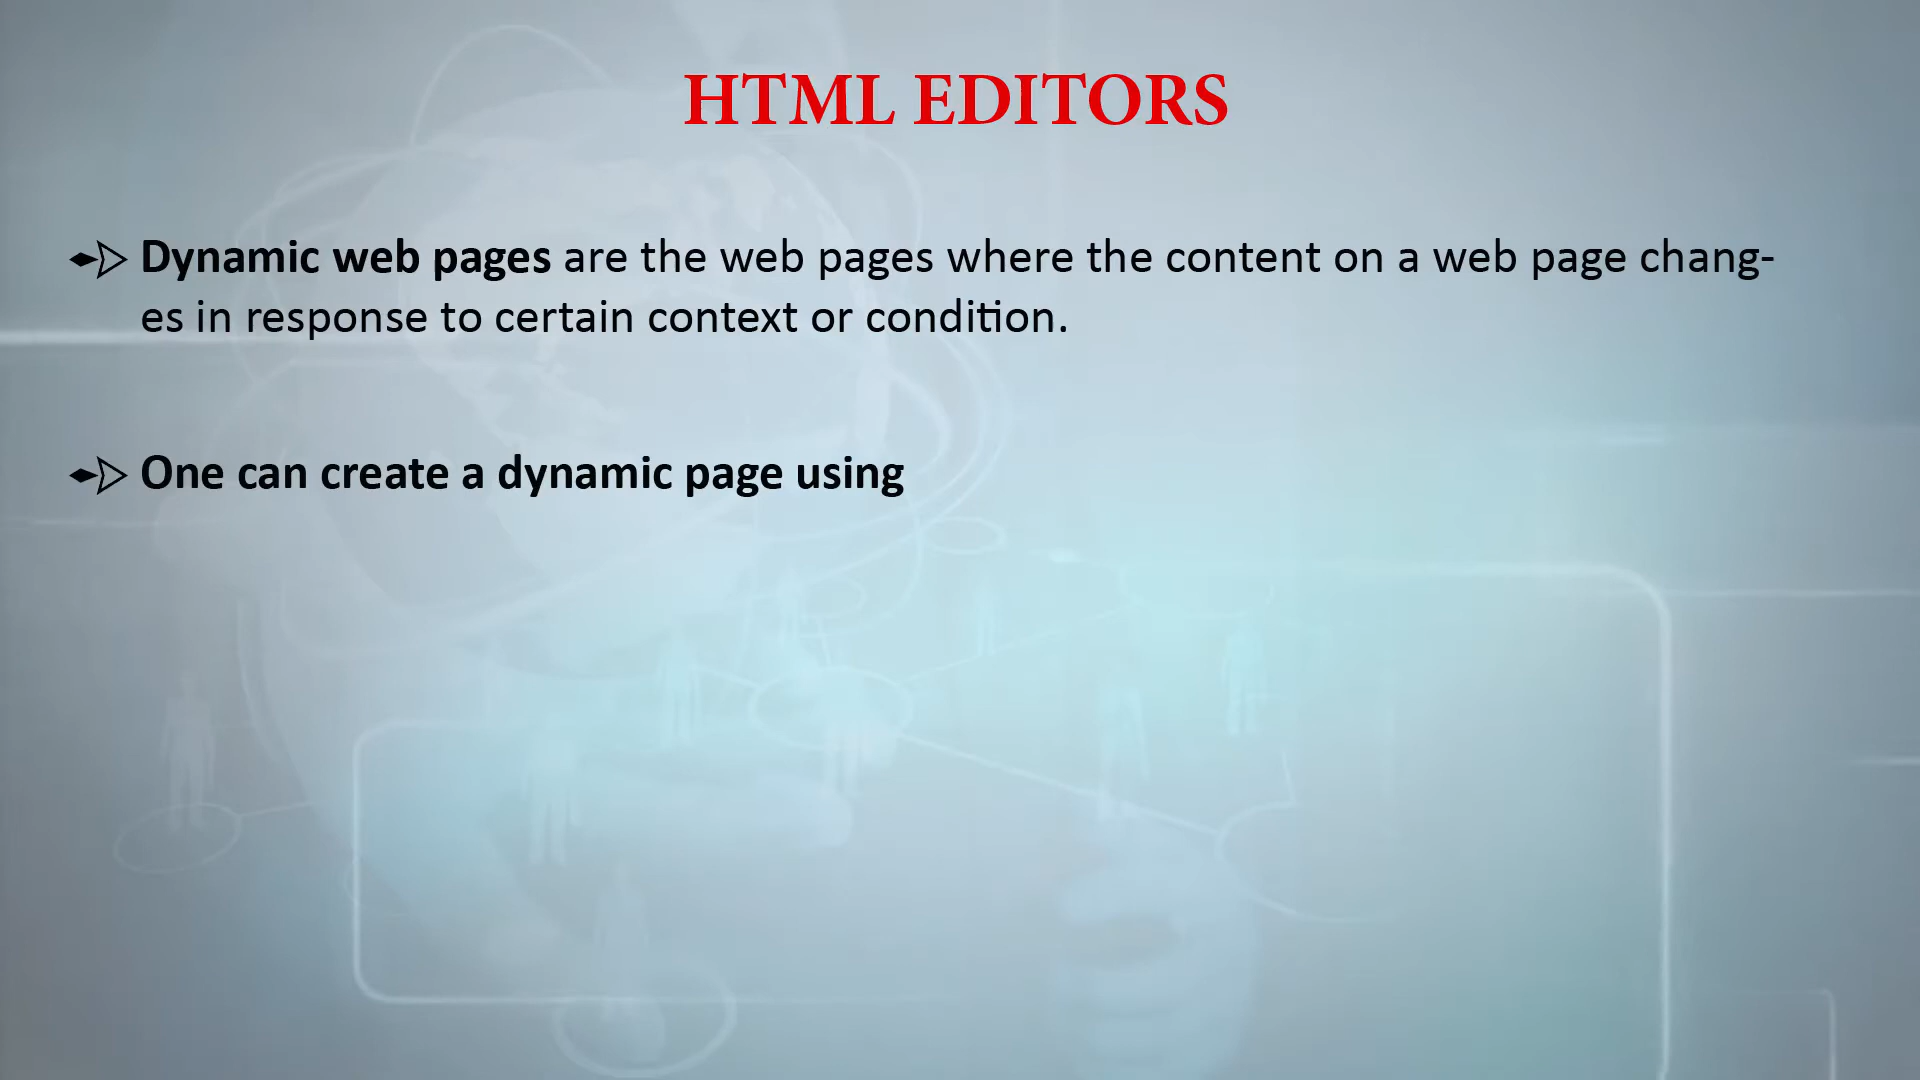 HTML EDITORS
Dynamic web pages are the web pages where the content on a web page chang-
es in response to certain context or condition.
One can create a dynamic page using